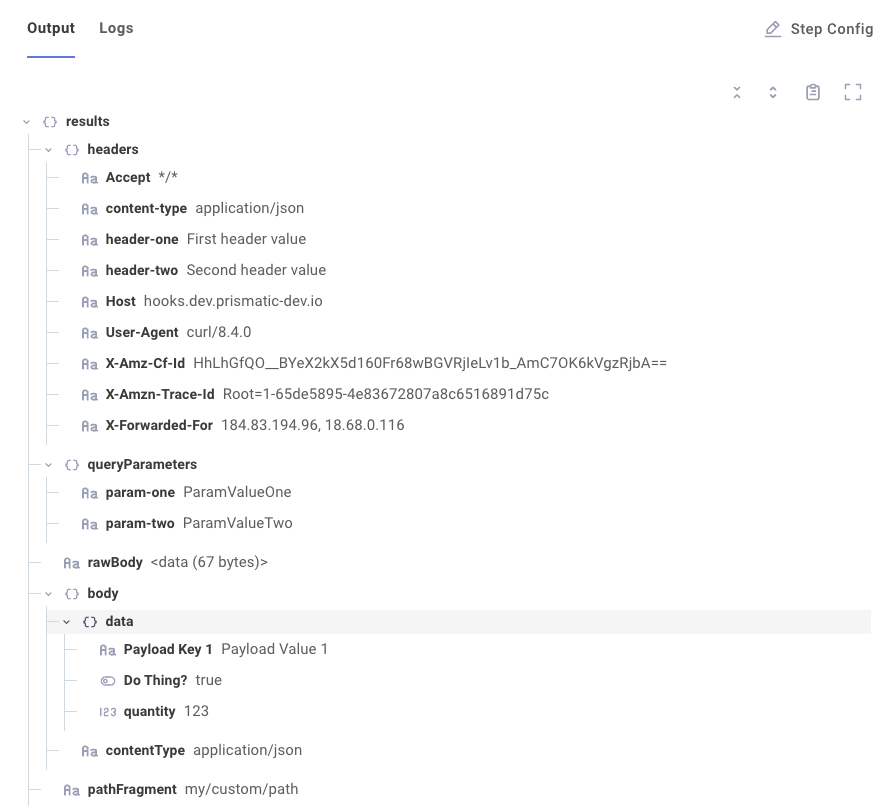 Output Logs Step Config
{} results
{} headers
Aa Accept */*
Aa content-type application/json
Aa header-one First header value
Aa header-two Second header value
Aa Host hooks.dev.prismatic-dev.io
Aa User-Agent curl/8.4.0
Aa X-Amz-Cf-Id HhLhGfQO__BYeX2kX5d160Fr68wBGVRjIeLv1b_AmC7OK6kVgzRjbA==
Aa X-Amzn-Trace-Id Root=1-65de5895-4e83672807a8c6516891d75c
Aa X-Forwarded-For 184.83.194.96, 18.68.0.116
{} queryParameters
Aa param-one ParamValueOne
Aa param-two ParamValueTwo
Aa rawBody <data (67 bytes)>
{} body
{} data
Aa Payload Key 1 Payload Value 1
Do Thing? true
123 quantity 123
Aa contentType application/json
Aa pathFragment my/custom/path